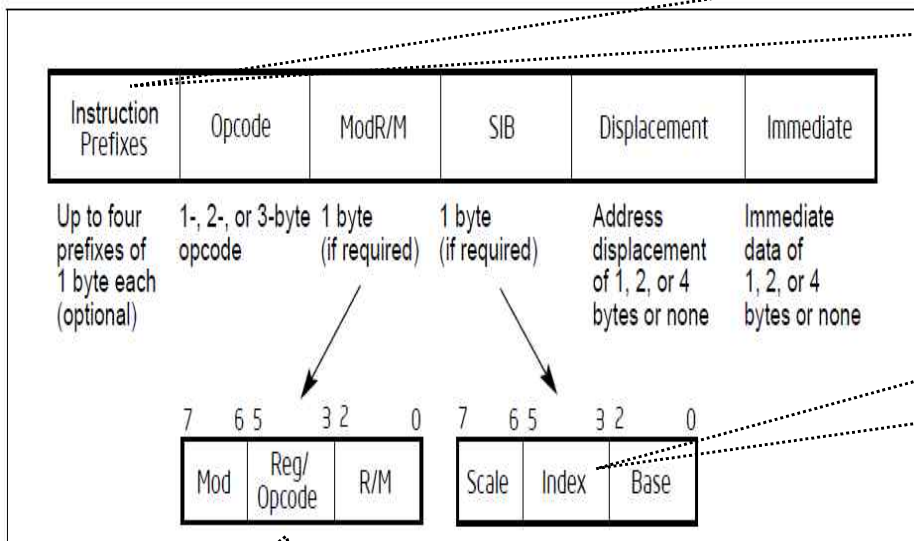 Instruction Prefixes
Opcode
ModR/M
SIB
Displacement
Immediate
Up to four
prefixes of
1 byte each
(optional)
1-, 2-, or 3-byte
opcode
1 byte
(if required)
1 byte
(if required)
Address
displacement
of 1, 2, or 4
bytes or none
Immediate
data of
1, 2, or 4
bytes or none
7 6 5 3 2 0
Mod
Reg/
Opcode
R/M
7 6 5 3 2 0
Scale
Index
Base